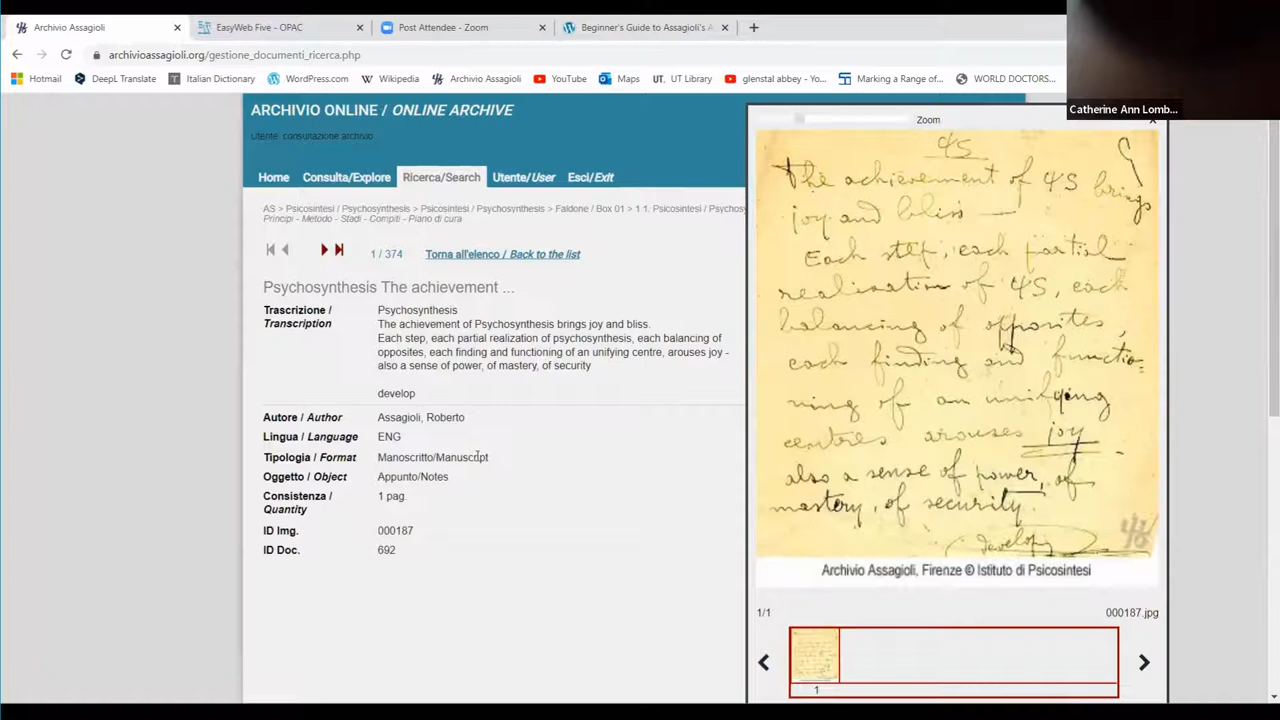 Archivio Assagioli
EasyWeb Five - OPAC
Post Attendee - Zoom
Beginner's Guide to Assagioli's A
archivioassagioli.org/gestione_documenti_ricerca.php
Hotmail
DeepL Translate
Italian Dictionary
WordPress.com
Wikipedia
Archivio Assagioli
YouTube
Maps
UT Library
glenstal abbey - Yo...
Marking a Range of...
WORLD DOCTORS...
Catherine Ann Lomb...
ARCHIVIO ONLINE / ONLINE ARCHIVE
Utente: consultazione archivio
Home
Consulta/Explore
Ricerca/Search
Utente/User
Esci/Exit
AS > Psicosintesi / Psychosynthesis > Psicosintesi / Psychosynthesis > Faldone / Box 01 > 1 1. Psicosintesi / Psychosy
Principi - Metodo - Stadi - Compiti - Piano di cura
1 / 374
Torna all'elenco / Back to the list
Psychosynthesis The achievement ...
Trascrizione / Transcription
Psychosynthesis
The achievement of Psychosynthesis brings joy and bliss.
Each step, each partial realization of psychosynthesis, each balancing of
opposites, each finding and functioning of an unifying centre, arouses joy -
also a sense of power, of mastery, of security
develop
Autore / Author
Assagioli, Roberto
Lingua / Language
ENG
Tipologia / Format
Manoscritto/Manuscript
Oggetto / Object
Appunto/Notes
Consistenza / Quantity
1 pag.
ID Img.
000187
ID Doc.
692
Zoom
ΨS
The achievement of ΨS brings
joy and bliss —
Each step, each partial
realisation of ΨS, each
balancing of opposites,
each finding and functio=
ning of an unifying
centres arouses joy
also a sense of power, of
mastery, of security.
Archivio Assagioli, Firenze © Istituto di Psicosintesi
1/1
000187.jpg
1